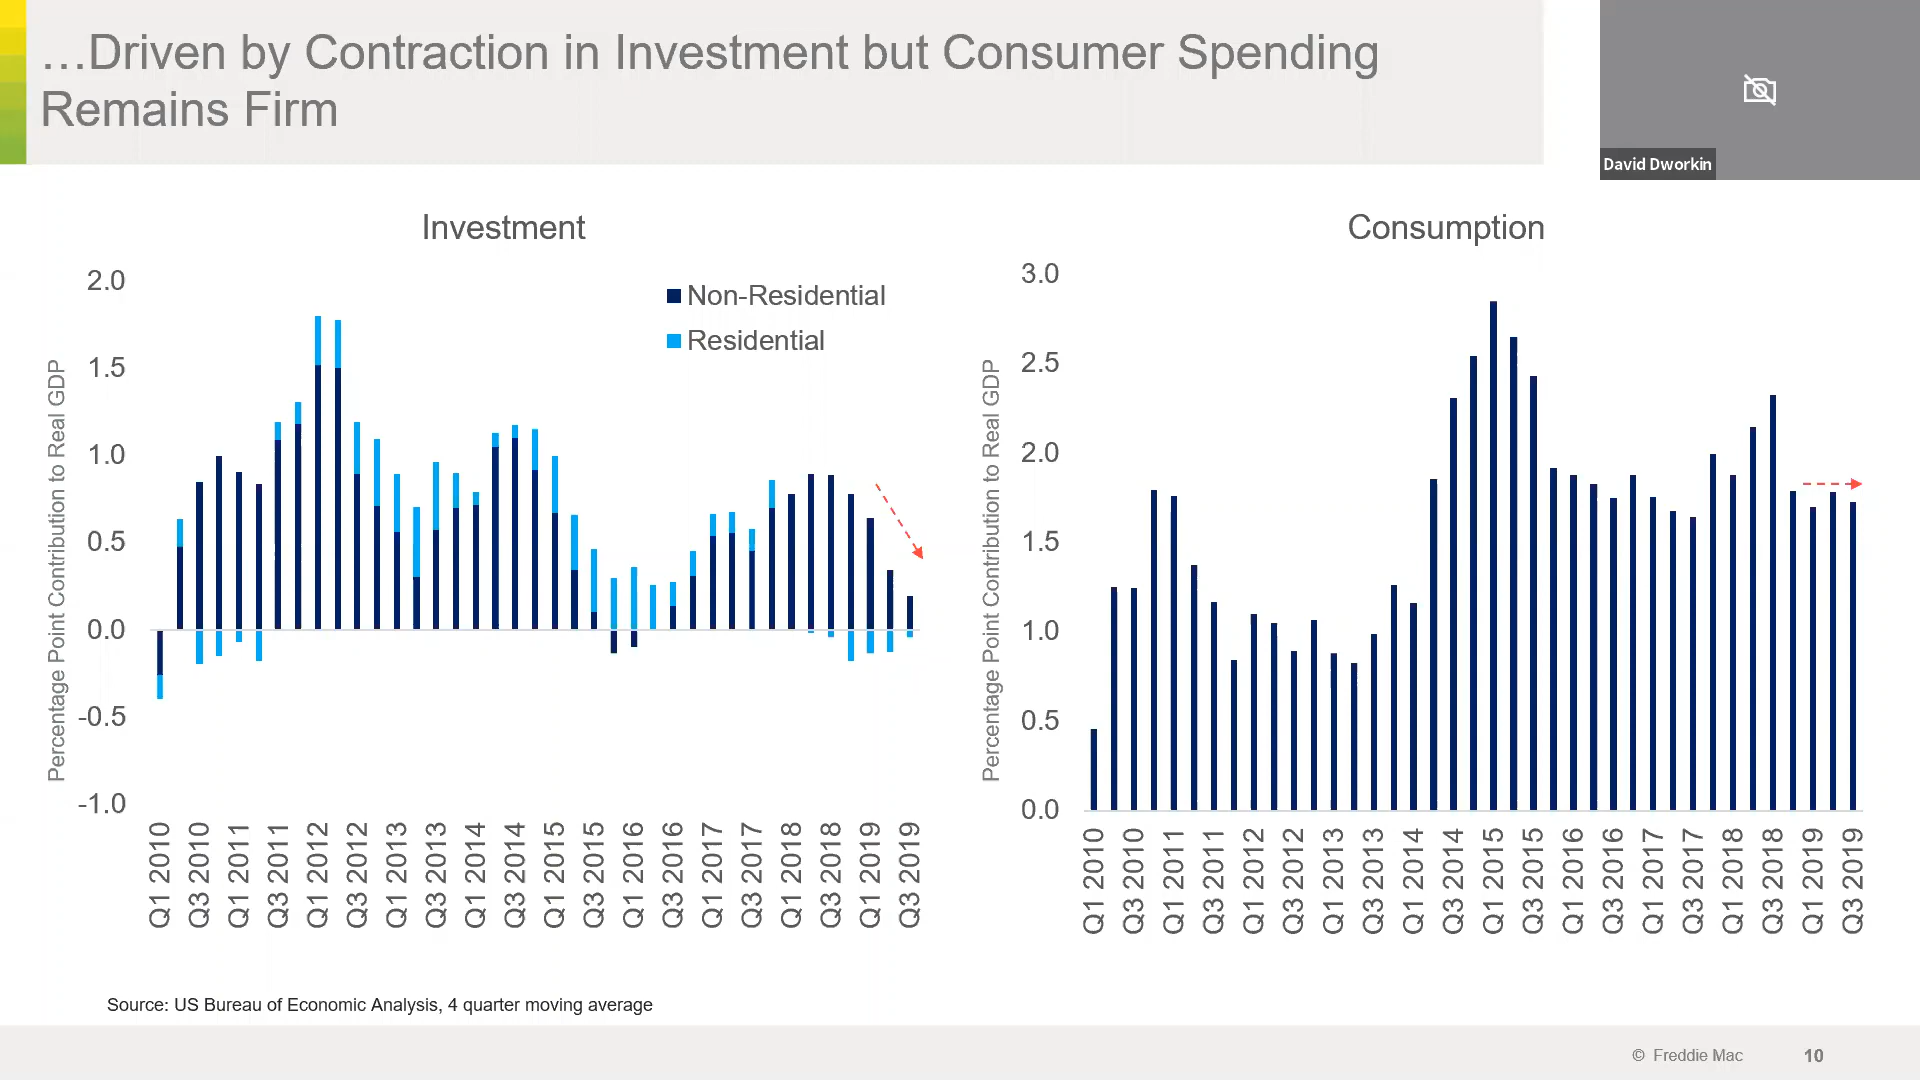 …Driven by Contraction in Investment but Consumer Spending
Remains Firm
David Dworkin
Investment
Percentage Point Contribution to Real GDP
2.0
1.5
1.0
0.5
0.0
-0.5
-1.0
Non-Residential
Residential
Q1 2010
Q3 2010
Q1 2011
Q3 2011
Q1 2012
Q3 2012
Q1 2013
Q3 2013
Q1 2014
Q3 2014
Q1 2015
Q3 2015
Q1 2016
Q3 2016
Q1 2017
Q3 2017
Q1 2018
Q3 2018
Q1 2019
Q3 2019
Consumption
Percentage Point Contribution to Real GDP
3.0
2.5
2.0
1.5
1.0
0.5
0.0
Q1 2010
Q3 2010
Q1 2011
Q3 2011
Q1 2012
Q3 2012
Q1 2013
Q3 2013
Q1 2014
Q3 2014
Q1 2015
Q3 2015
Q1 2016
Q3 2016
Q1 2017
Q3 2017
Q1 2018
Q3 2018
Q1 2019
Q3 2019
Source: US Bureau of Economic Analysis, 4 quarter moving average
© Freddie Mac
10